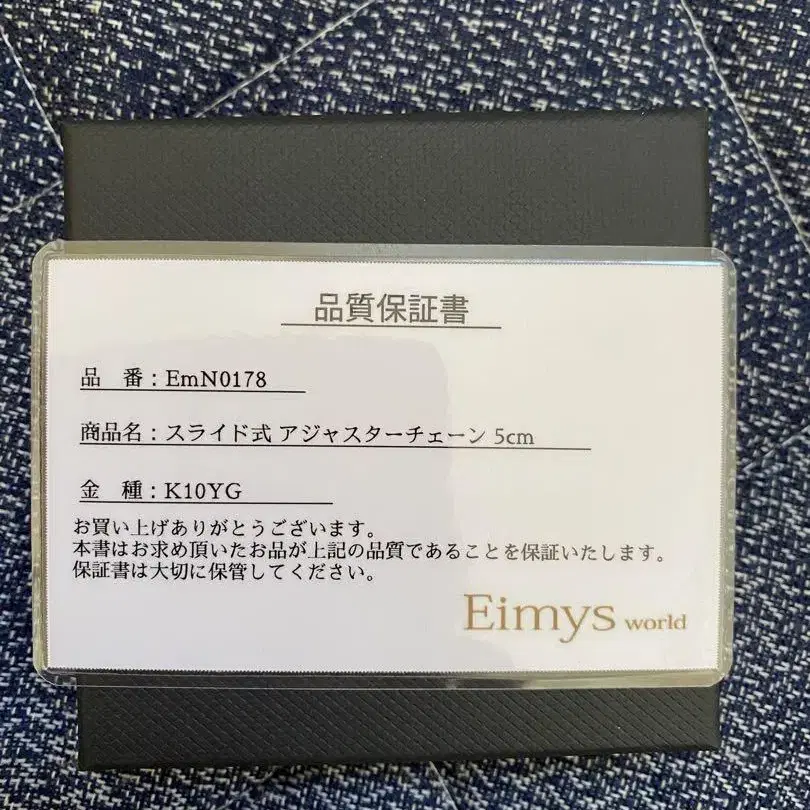 品質保証書
品　番：EmN0178
商品名：スライド式 アジャスターチェーン 5cm
金　種：K10YG
お買い上げありがとうございます。
本書はお求め頂いたお品が上記の品質であることを保証いたします。
保証書は大切に保管してください。
Eimys world